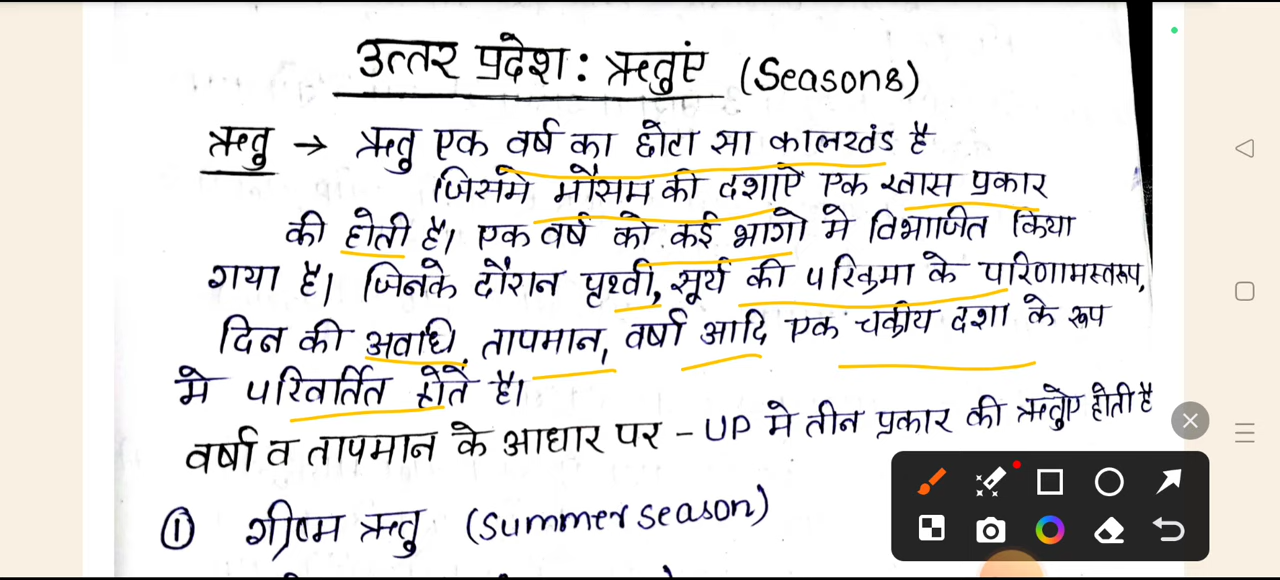 उत्तर प्रदेश : ऋतुएं (Seasons)
ऋतु → ऋतु एक वर्ष का छोटा सा कालखंड है
जिसमे मौसम की दशाऐ एक खास प्रकार
की होती है। एक वर्ष को कई भागो मे विभाजित किया
गया है। जिनके दौरान पृथ्वी, सूर्य की परिक्रमा के परिणामस्वरूप,
दिन की अवधि, तापमान, वर्षा आदि एक चक्रीय दशा के रूप
मे परिवर्तित होते है।
वर्षा व तापमान के आधार पर - UP मे तीन प्रकार की ऋतुऐ होती है
① ग्रीष्म ऋतु (Summer season)